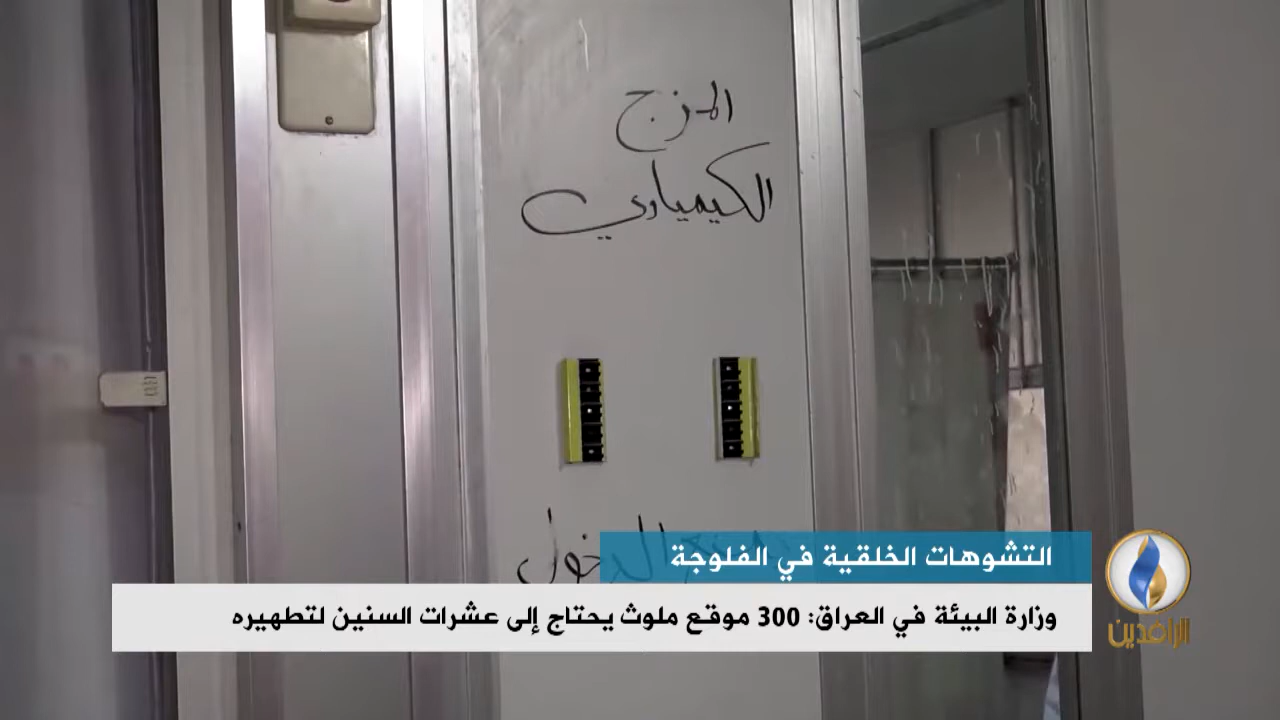 المزج
الكيمياوي
الدخول
التشوهات الخلقية في الفلوجة
وزارة البيئة في العراق: 300 موقع ملوث يحتاج إلى عشرات السنين لتطهيره
الرافدين